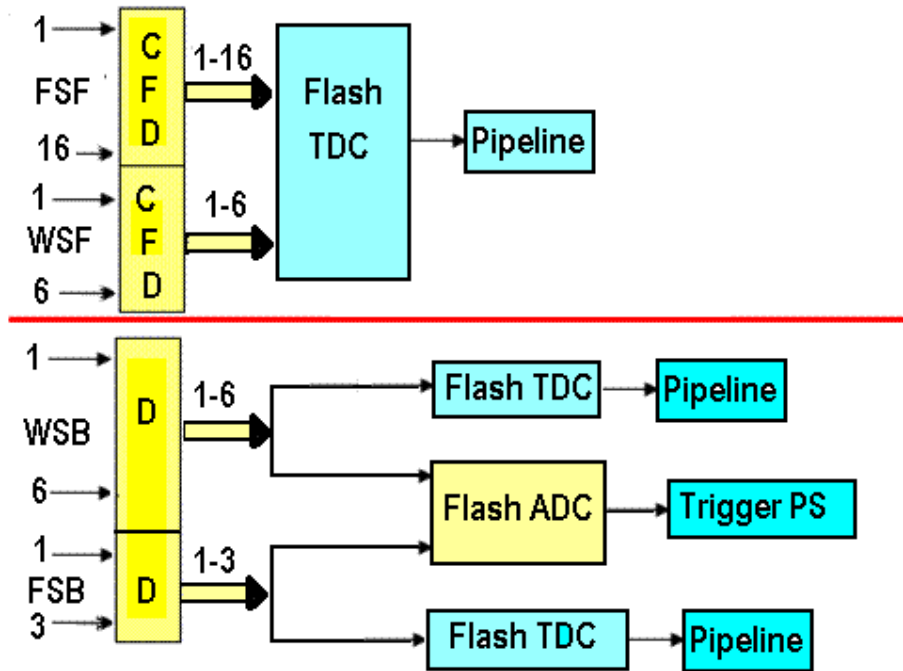 1
FSF
16
C
F
D
1-16
1
WSF
6
C
F
D
1-6
Flash
TDC
Pipeline
1
WSB
6
D
1-6
Flash TDC
Pipeline
Flash ADC
Trigger PS
1
FSB
3
D
1-3
Flash TDC
Pipeline